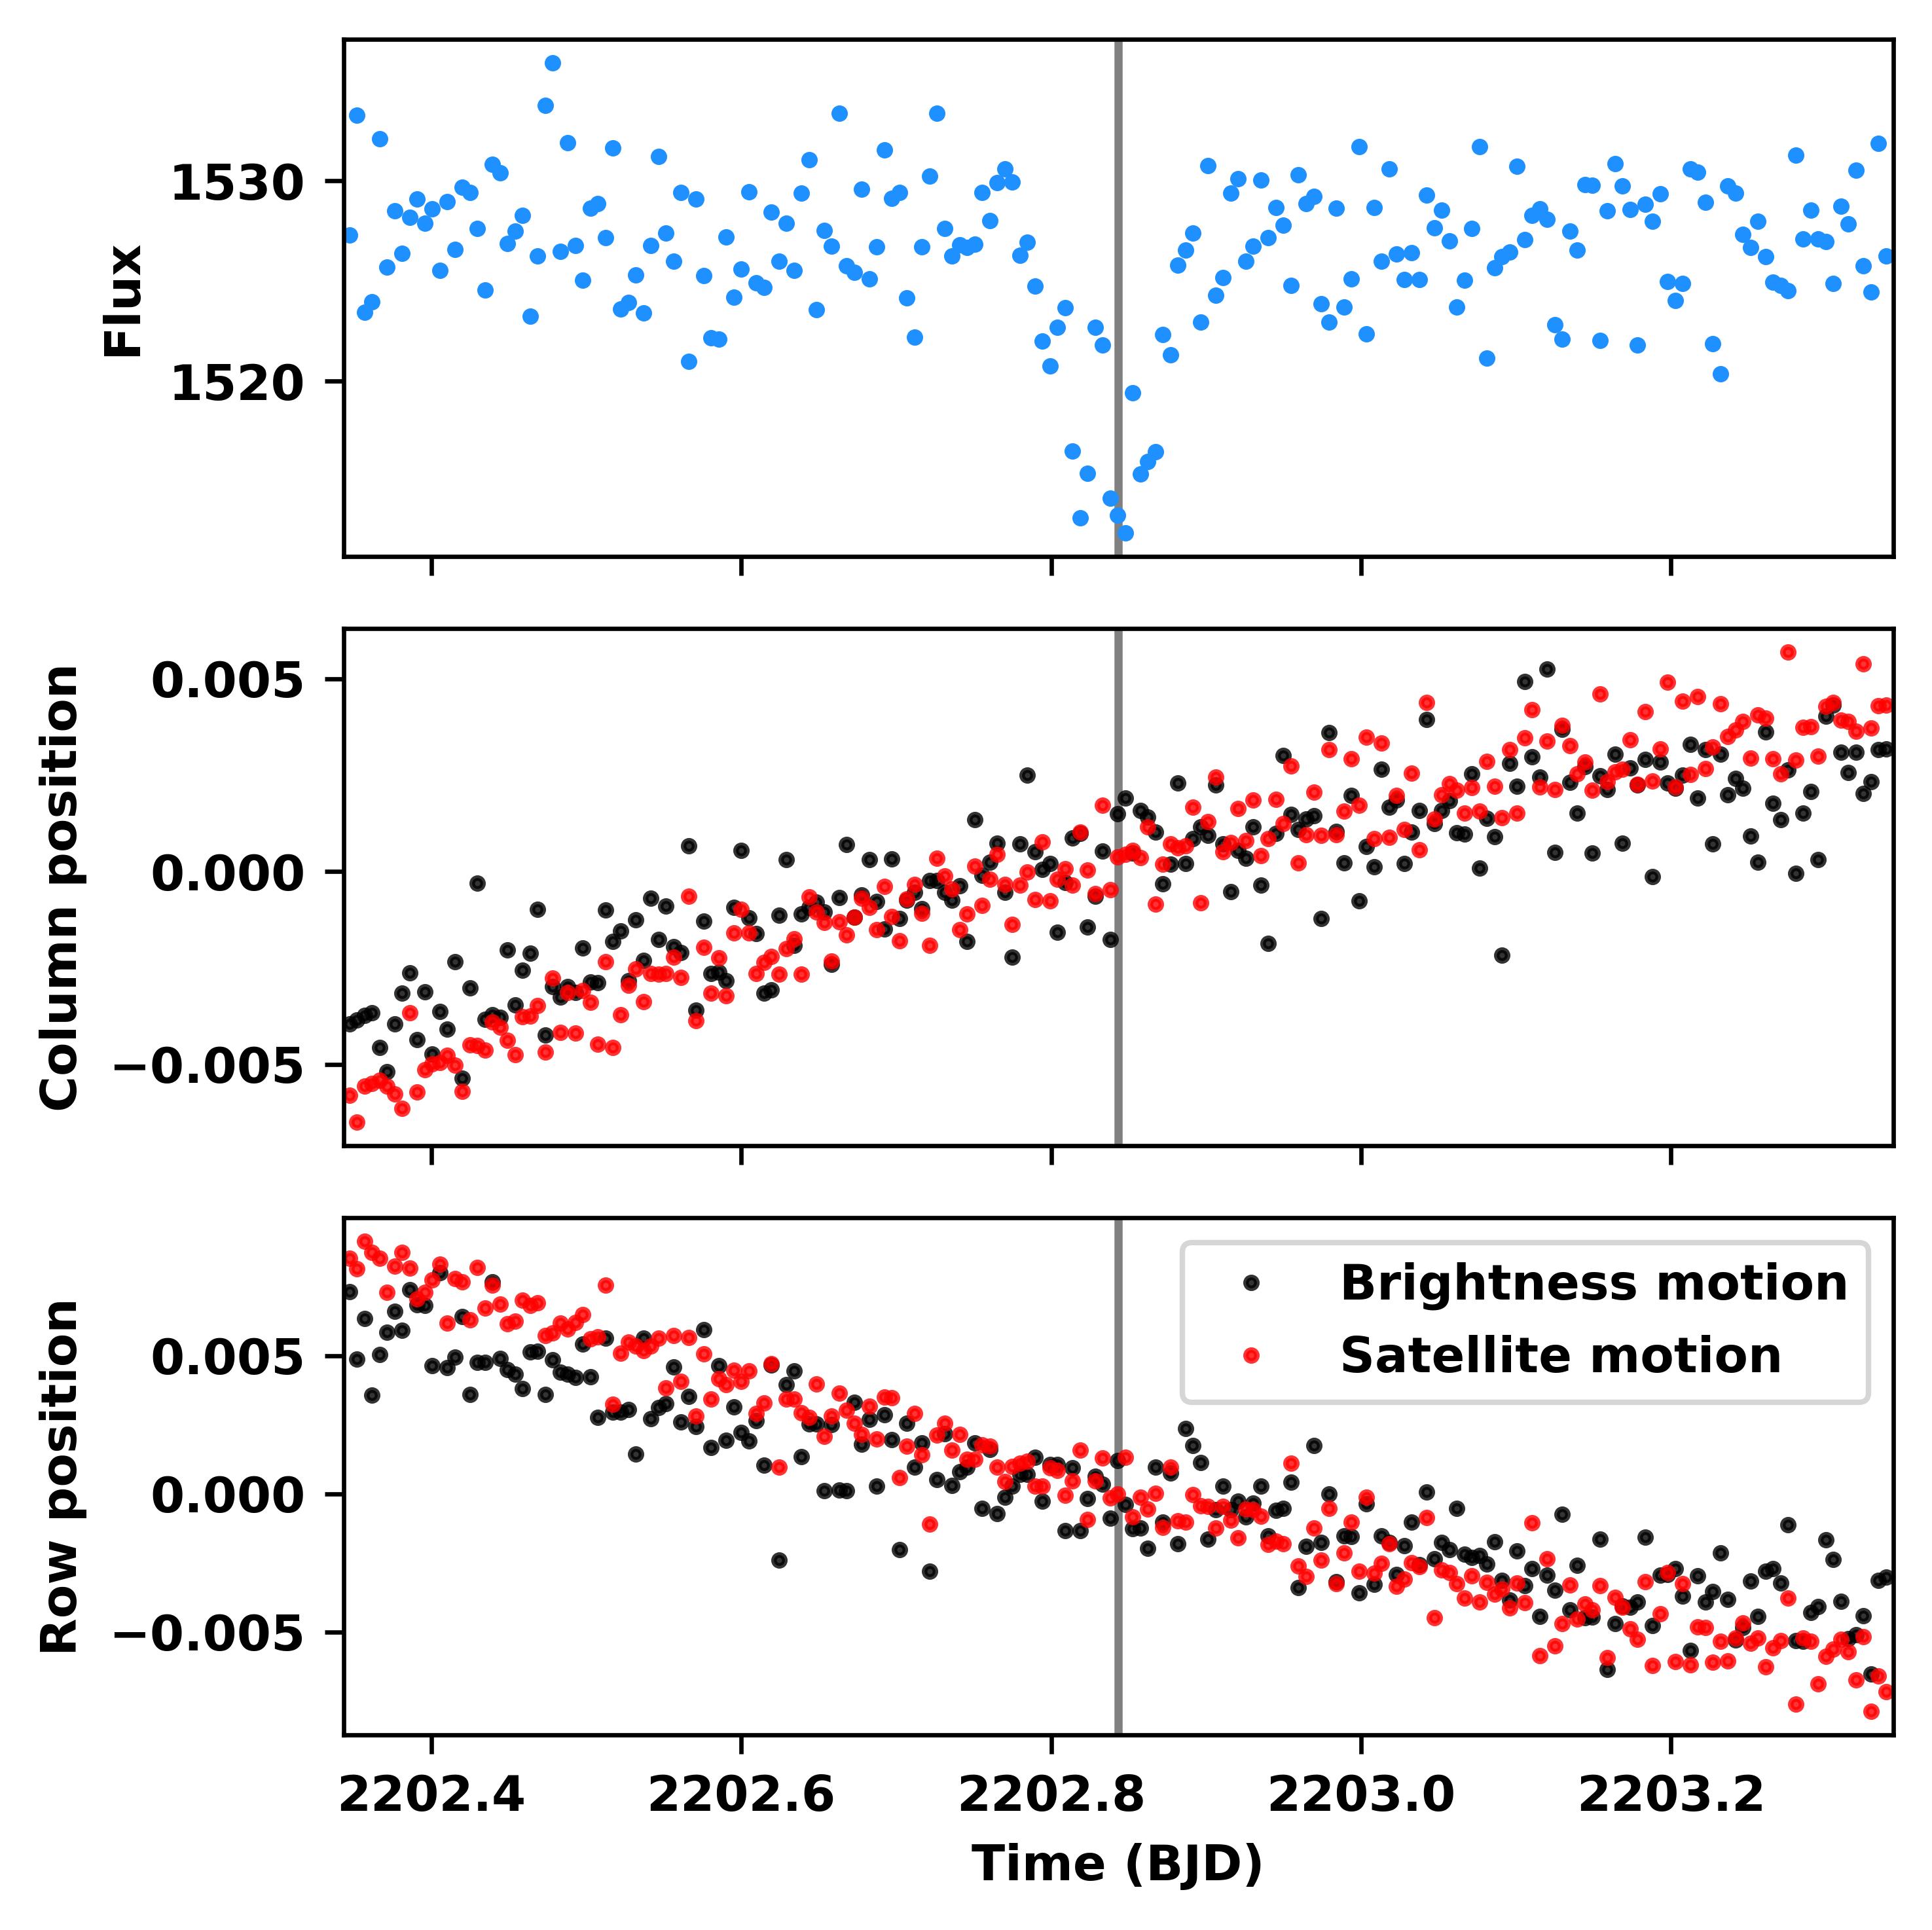 Flux
1530
1520
Column position
0.005
0.000
−0.005
Row position
0.005
0.000
−0.005
Brightness motion
Satellite motion
2202.4 2202.6 2202.8 2203.0 2203.2
Time (BJD)